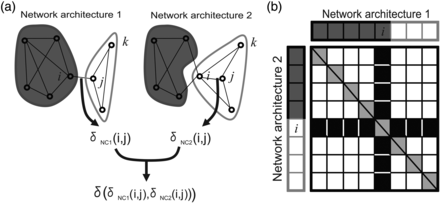 (a)
Network architecture 1
Network architecture 2
k
i
j
k
i
j
δ NC1(i,j)
δ NC2(i,j)
δ(δ NC1(i,j),δ NC2(i,j)))
(b)
Network architecture 1
i
Network architecture 2
i